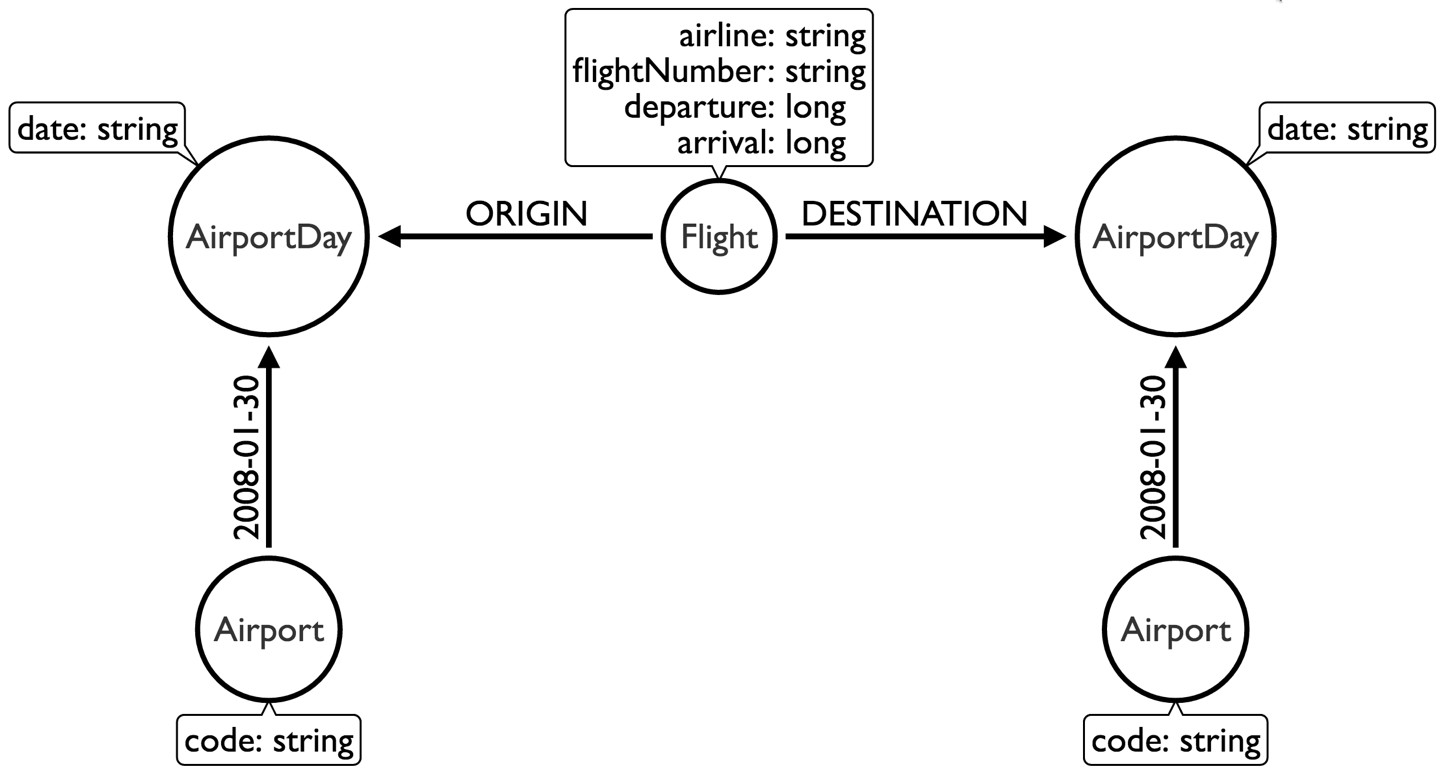 airline: string
flightNumber: string
departure: long
arrival: long
date: string
date: string
AirportDay
ORIGIN
Flight
DESTINATION
AirportDay
2008-01-30
2008-01-30
Airport
Airport
code: string
code: string